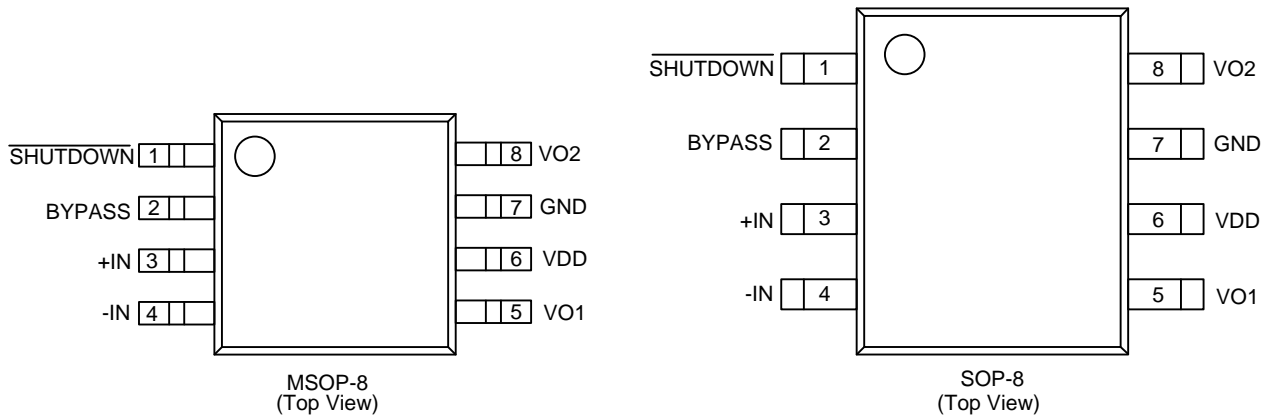 SHUTDOWN 1
BYPASS 2
+IN 3
-IN 4
8 VO2
7 GND
6 VDD
5 VO1
MSOP-8
(Top View)
SHUTDOWN 1
BYPASS 2
+IN 3
-IN 4
8 VO2
7 GND
6 VDD
5 VO1
SOP-8
(Top View)